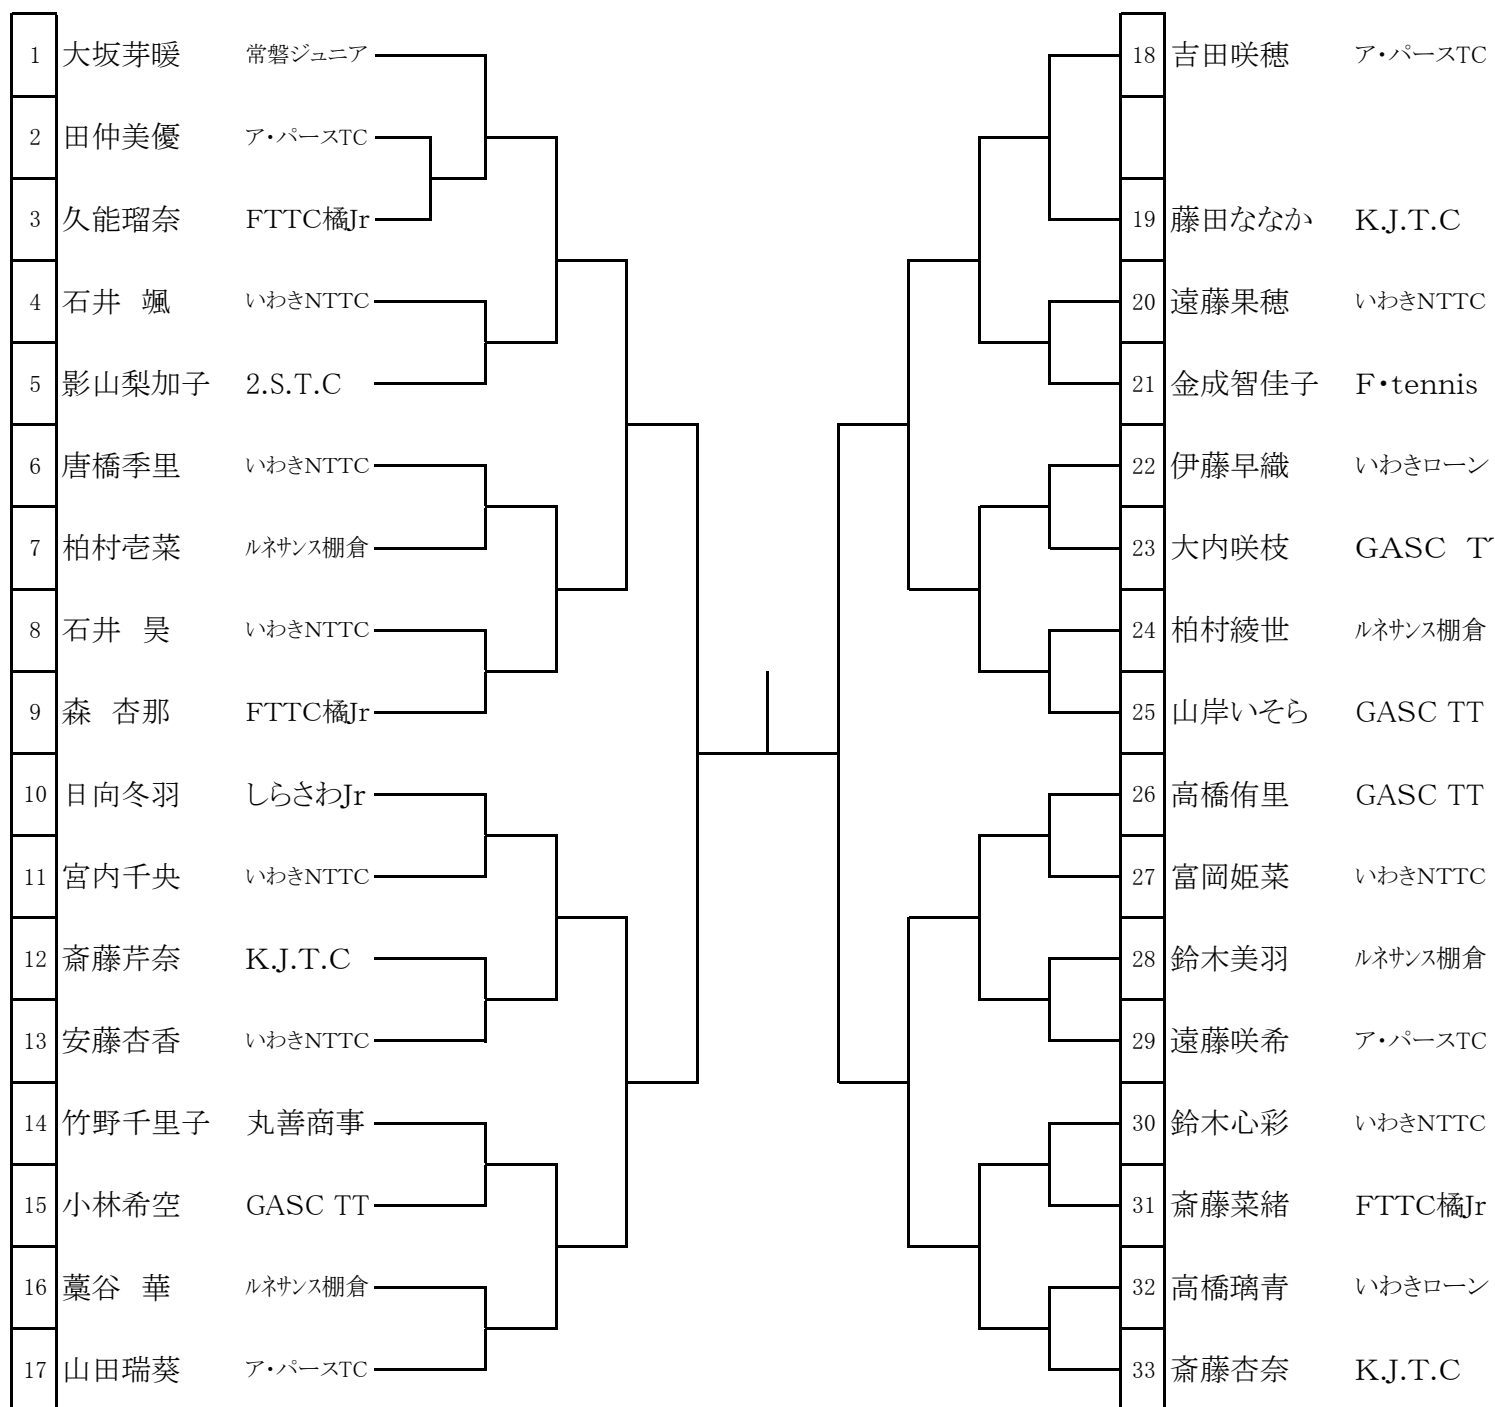 1 大坂芽暖 常磐ジュニア
2 田仲美優 ア・パースTC
3 久能瑠奈 FTTC橘Jr
4 石井 颯 いわきNTTC
5 影山梨加子 2.S.T.C
6 唐橋季里 いわきNTTC
7 柏村壱菜 ルネサンス棚倉
8 石井 昊 いわきNTTC
9 森 杏那 FTTC橘Jr
10 日向冬羽 しらさわJr
11 宮内千央 いわきNTTC
12 斎藤芹奈 K.J.T.C
13 安藤杏香 いわきNTTC
14 竹野千里子 丸善商事
15 小林希空 GASC TT
16 藁谷 華 ルネサンス棚倉
17 山田瑞葵 ア・パースTC
18 吉田咲穂 ア・パースTC
19 藤田ななか K.J.T.C
20 遠藤果穂 いわきNTTC
21 金成智佳子 F・tennis
22 伊藤早織 いわきローン
23 大内咲枝 GASC T
24 柏村綾世 ルネサンス棚倉
25 山岸いそら GASC TT
26 高橋侑里 GASC TT
27 富岡姫菜 いわきNTTC
28 鈴木美羽 ルネサンス棚倉
29 遠藤咲希 ア・パースTC
30 鈴木心彩 いわきNTTC
31 斎藤菜緒 FTTC橘Jr
32 高橋璃青 いわきローン
33 斎藤杏奈 K.J.T.C